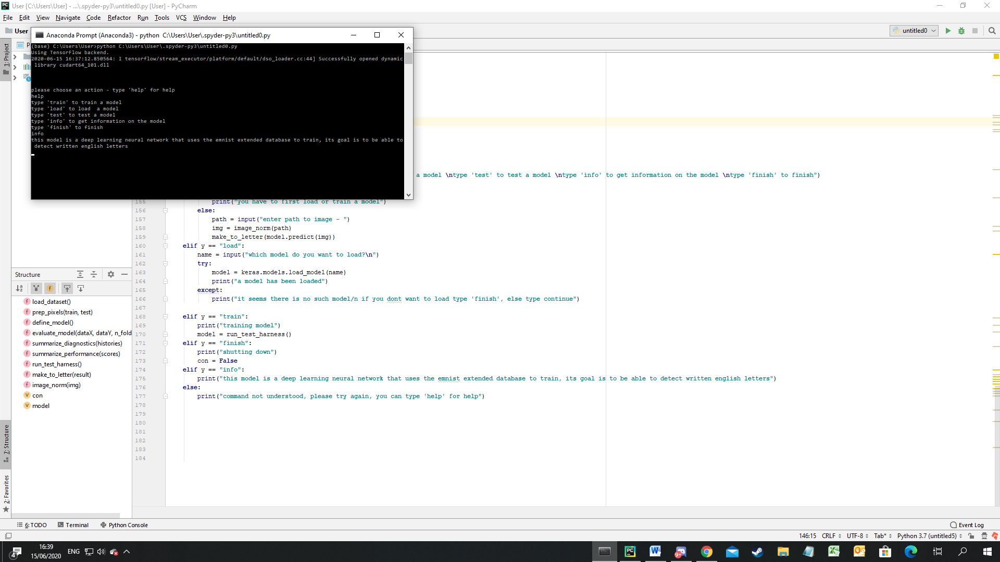 User [C:\Users\User] - ...\.spyder-py3\untitled0.py [User] - PyCharm
File Edit View Navigate Code Refactor Run Tools VCS Window Help
User
untitled0
Anaconda Prompt (Anaconda3) - python  C:\Users\User\.spyder-py3\untitled0.py
(base) C:\Users\User>python C:\Users\User\.spyder-py3\untitled0.py
Using TensorFlow backend.
2020-06-15 16:37:12.850564: I tensorflow/stream_executor/platform/default/dso_loader.cc:44] Successfully opened dynamic
 library cudart64_101.dll
please choose an action - type 'help' for help
help
type 'train' to train a model
type 'load' to load  a model
type 'test' to test a model
type 'info' to get information on the model
type 'finish' to finish
info
this model is a deep learning neural network that uses the emnist extended database to train, its goal is to be able to
 detect written english letters
1: Project
a model \ntype 'test' to test a model \ntype 'info' to get information on the model \ntype 'finish' to finish")
155 print("you have to first load or train a model")
156 else:
157 path = input("enter path to image - ")
158 img = image_norm(path)
159 make_to_letter(model.predict(img))
160 elif y == "load":
161 name = input("which model do you want to load?\n")
162 try:
163 model = keras.models.load_model(name)
164 print("a model has been loaded")
165 except:
166 print("it seems there is no such model/n if you dont want to load type 'finish', else type continue")
167
168 elif y == "train":
169 print("training model")
170 model = run_test_harness()
171 elif y == "finish":
172 print("shutting down")
173 con = False
174 elif y == "info":
175 print("this model is a deep learning neural network that uses the emnist extended database to train, its goal is to be able to detect written english letters")
176 else:
177 print("command not understood, please try again, you can type 'help' for help")
178
179
180
181
182
183
184
Structure
load_dataset()
prep_pixels(train, test)
define_model()
evaluate_model(dataX, dataY, n_fold
summarize_diagnostics(histories)
summarize_performance(scores)
run_test_harness()
make_to_letter(result)
image_norm(img)
con
model
7: Structure
2: Favorites
6: TODO Terminal Python Console Event Log
146:15 CRLF UTF-8 Tab* Python 3.7 (untitled5)
4 16:39 ENG
15/06/2020
9+